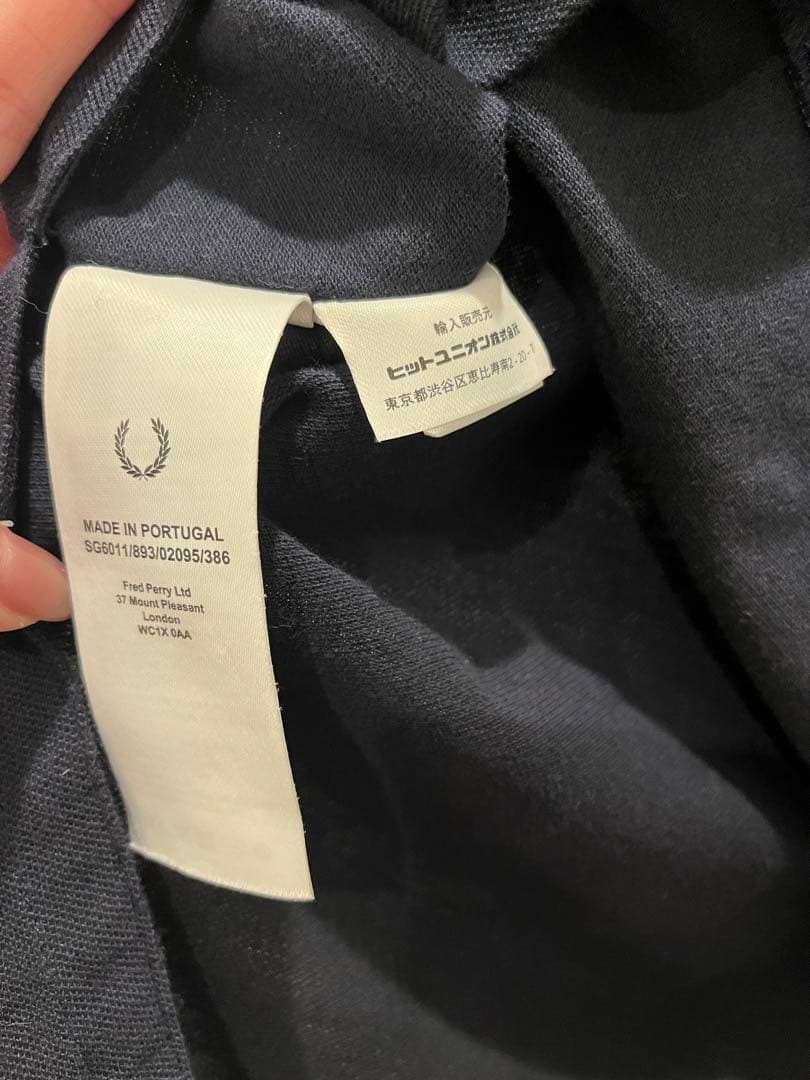 MADE IN PORTUGAL
SG6011/893/02095/386
Fred Perry Ltd
37 Mount Pleasant
London
WC1X 0AA
輸入販売元
ヒットユニオン株式会社
東京都渋谷区恵比寿南2-20-7